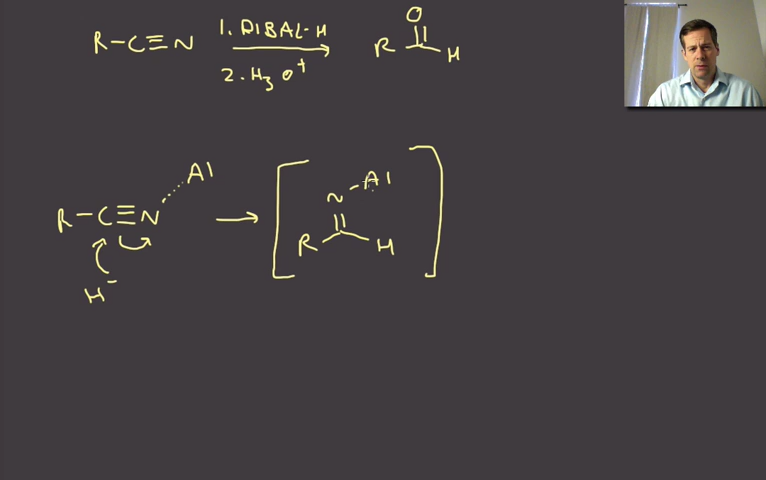 R-C≡N 1. DIBAL-H
2. H₃O⁺
O
R H
R-C≡N Al
H⁻
N-Al
R H